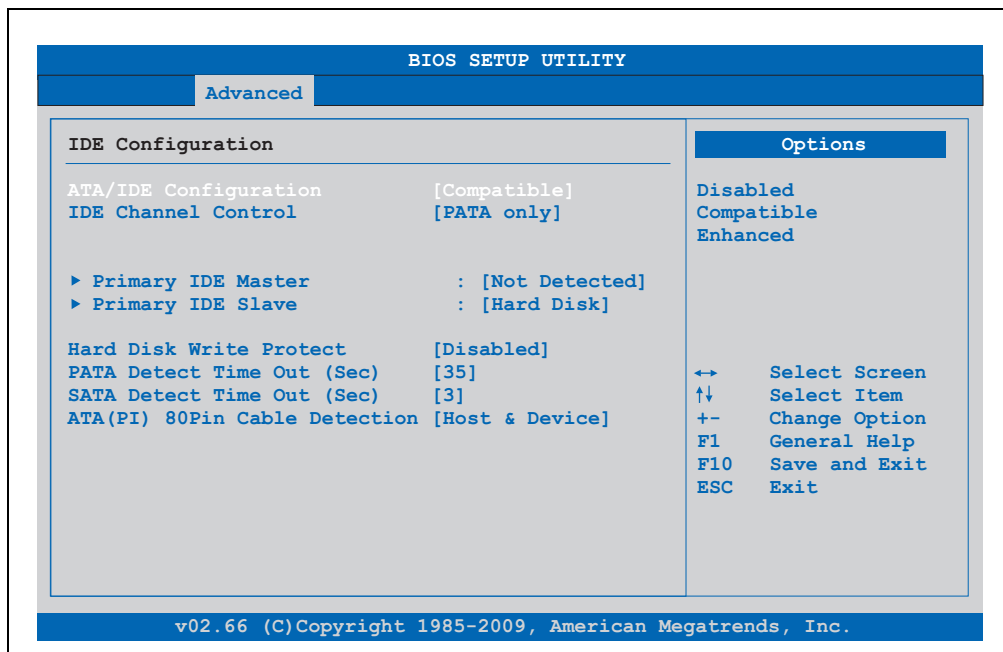 BIOS SETUP UTILITY
Advanced
IDE Configuration
ATA/IDE Configuration [Compatible]
IDE Channel Control [PATA only]
▶ Primary IDE Master : [Not Detected]
▶ Primary IDE Slave : [Hard Disk]
Hard Disk Write Protect [Disabled]
PATA Detect Time Out (Sec) [35]
SATA Detect Time Out (Sec) [3]
ATA(PI) 80Pin Cable Detection [Host & Device]
Options
Disabled
Compatible
Enhanced
↔ Select Screen
↑↓ Select Item
+- Change Option
F1 General Help
F10 Save and Exit
ESC Exit
v02.66 (C)Copyright 1985-2009, American Megatrends, Inc.